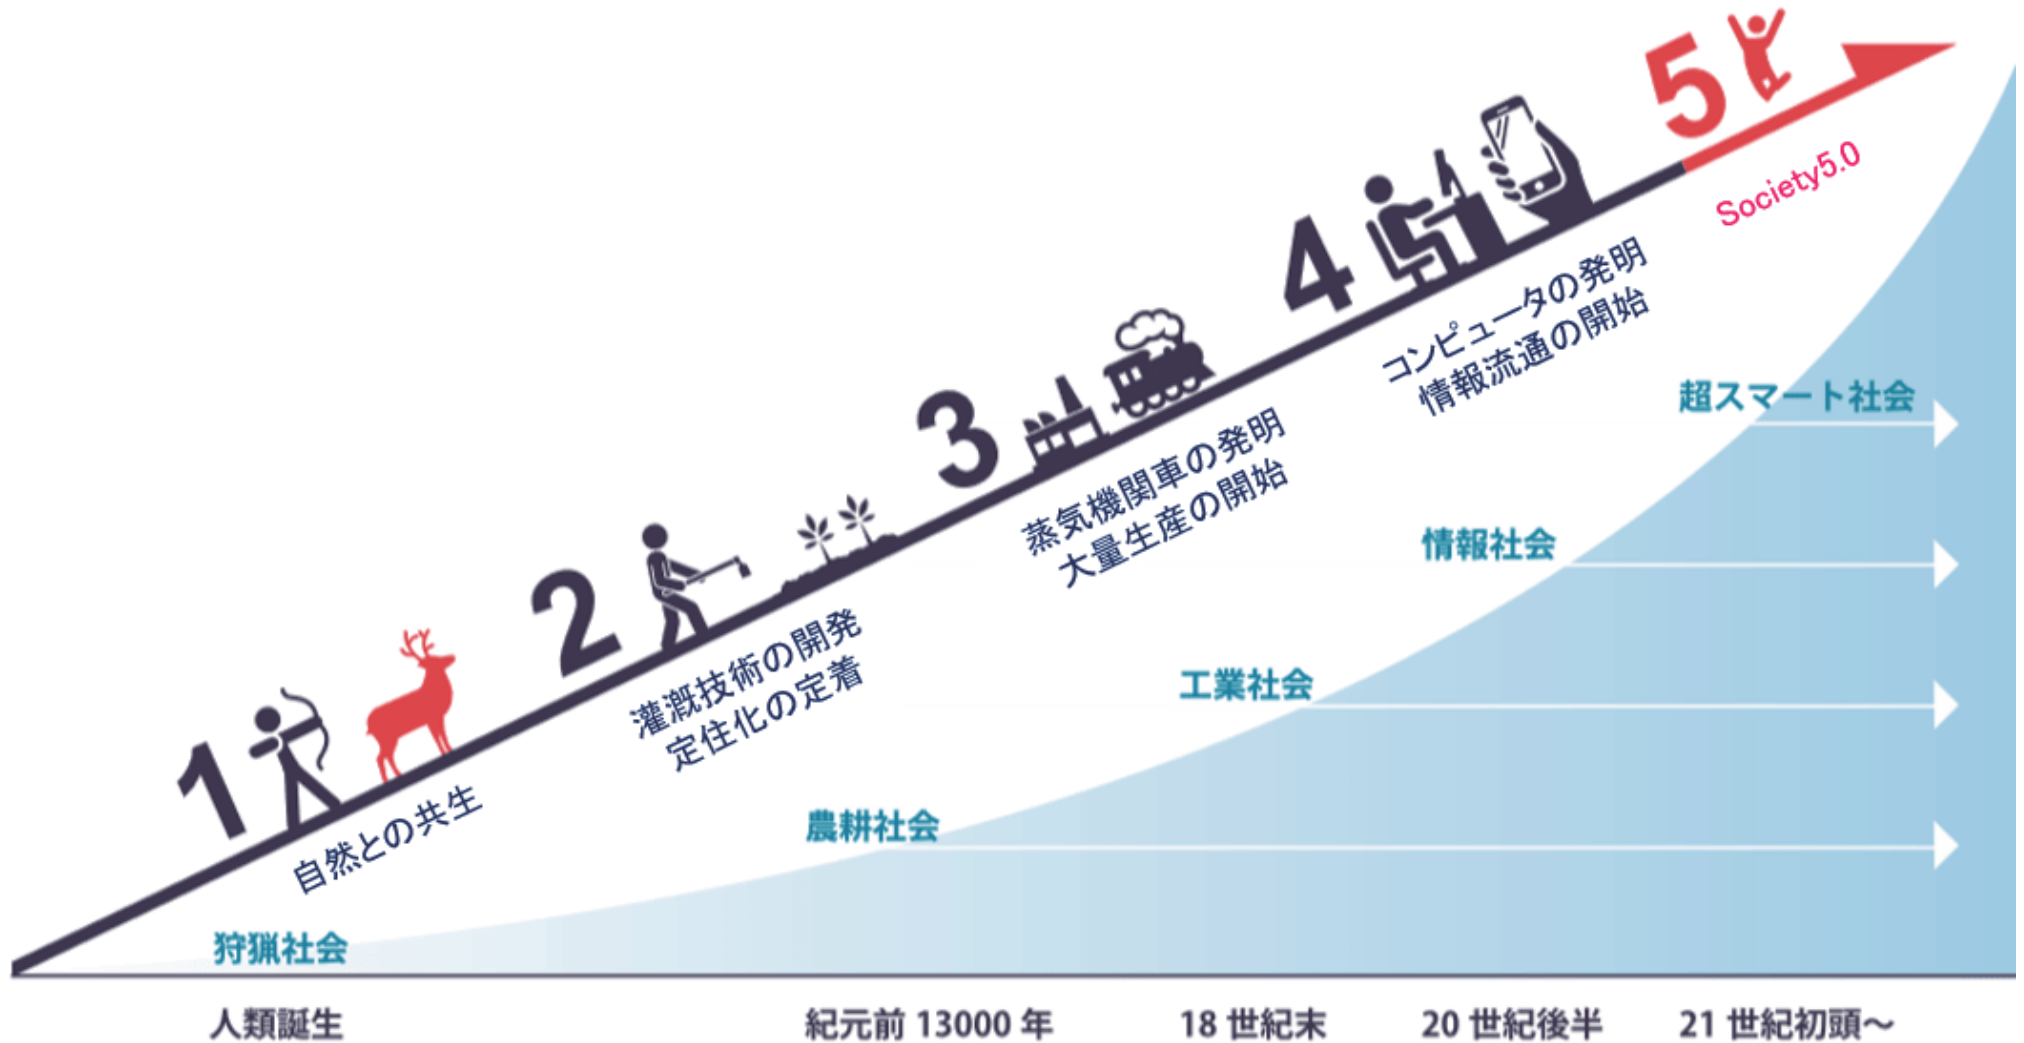 5
Society5.0
4
コンピュータの発明
情報流通の開始
超スマート社会
3
蒸気機関車の発明
大量生産の開始
情報社会
2
灌漑技術の開発
定住化の定着
工業社会
1
自然との共生
農耕社会
狩猟社会
人類誕生
紀元前 13000 年
18 世紀末
20 世紀後半
21 世紀初頭～